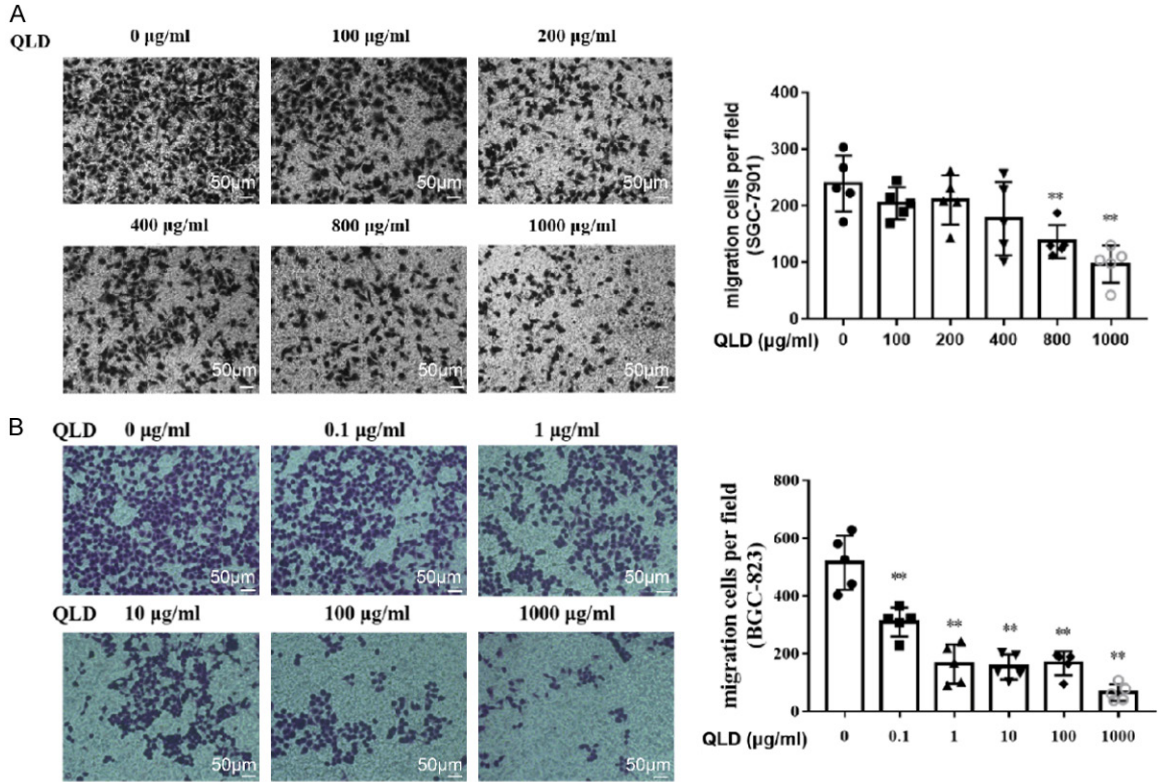 A
QLD 0 µg/ml 100 µg/ml 200 µg/ml
50µm 50µm 50µm
400 µg/ml 800 µg/ml 1000 µg/ml
50µm 50µm 50µm
migration cells per field
(SGC-7901)
400
300
200
100
0
** **
QLD (µg/ml) 0 100 200 400 800 1000
B
QLD 0 µg/ml 0.1 µg/ml 1 µg/ml
50µm 50µm 50µm
QLD 10 µg/ml 100 µg/ml 1000 µg/ml
50µm 50µm 50µm
migration cells per field
(BGC-823)
800
600
400
200
0
** ** ** ** **
QLD (µg/ml) 0 0.1 1 10 100 1000